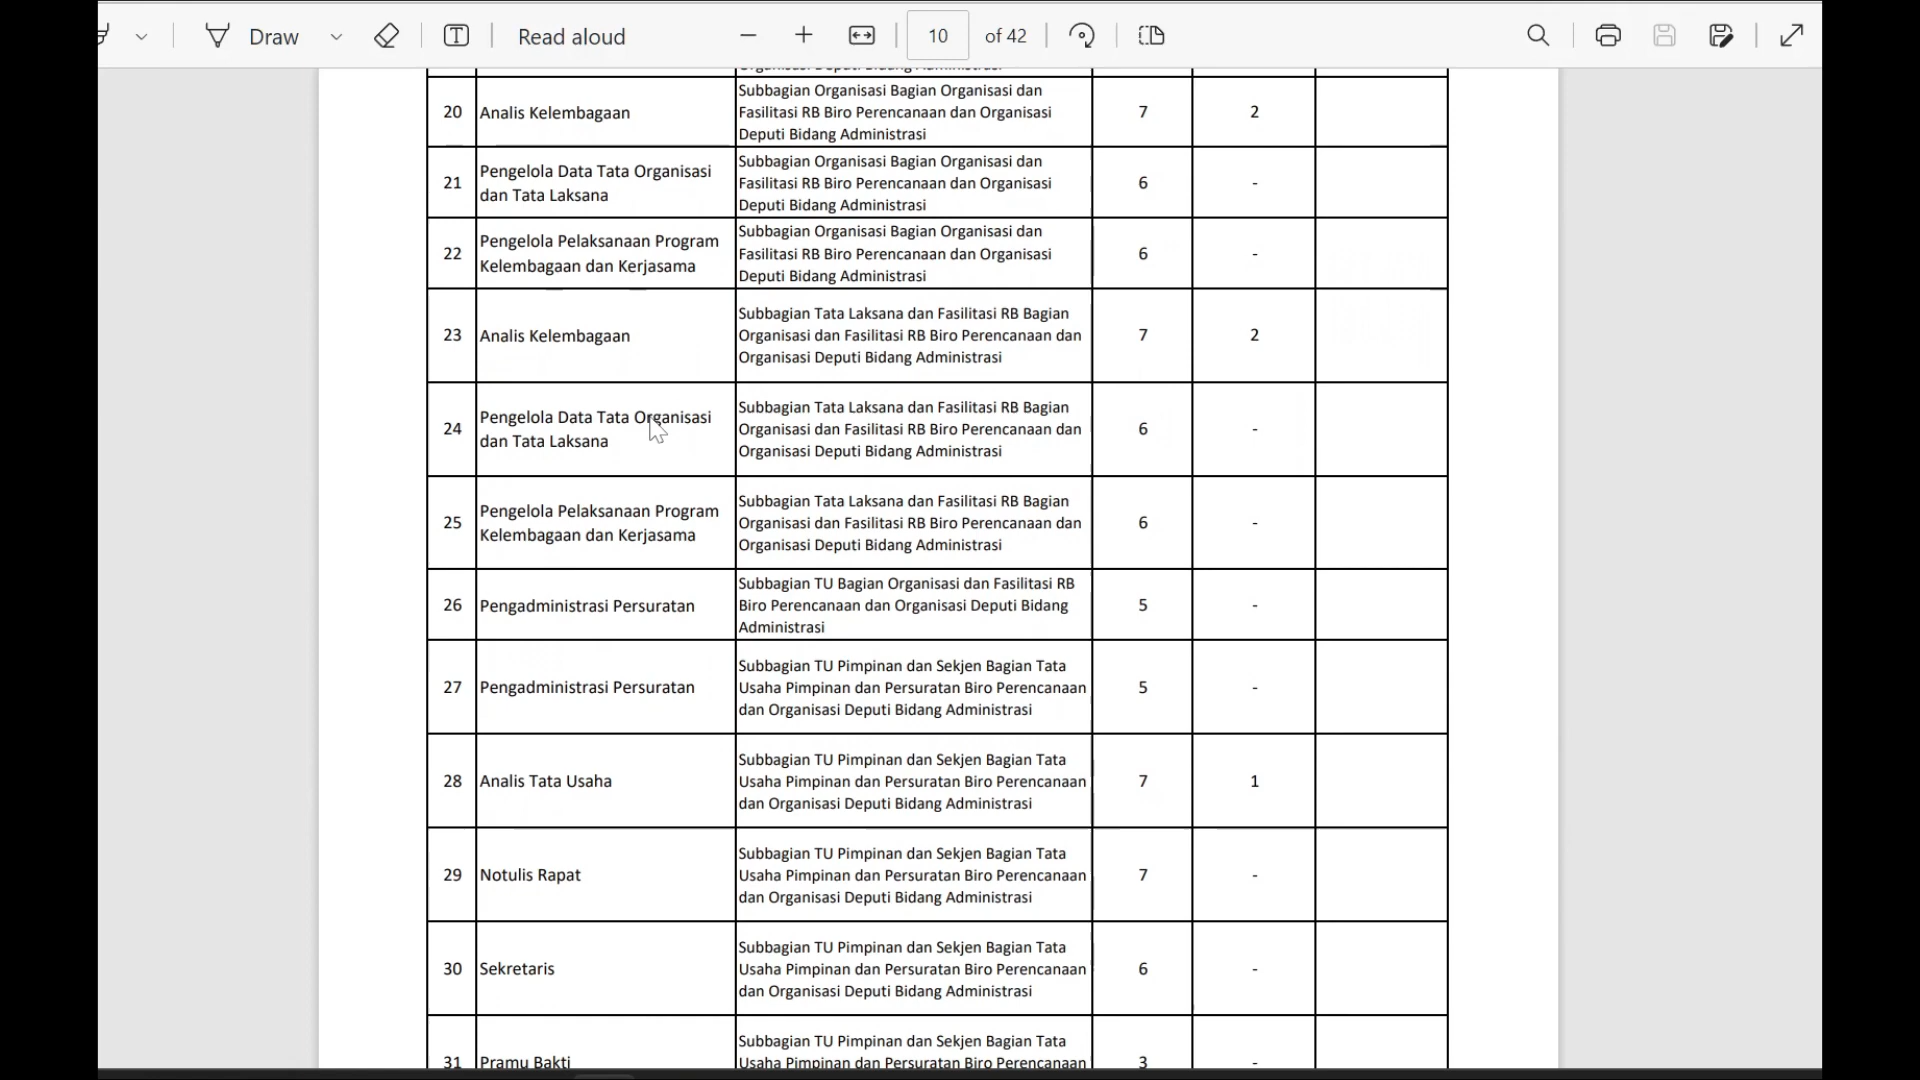 Draw
Read aloud
10
of 42
20
Analis Kelembagaan
Subbagian Organisasi Bagian Organisasi dan
Fasilitasi RB Biro Perencanaan dan Organisasi
Deputi Bidang Administrasi
7
2
21
Pengelola Data Tata Organisasi
dan Tata Laksana
Subbagian Organisasi Bagian Organisasi dan
Fasilitasi RB Biro Perencanaan dan Organisasi
Deputi Bidang Administrasi
6
-
22
Pengelola Pelaksanaan Program
Kelembagaan dan Kerjasama
Subbagian Organisasi Bagian Organisasi dan
Fasilitasi RB Biro Perencanaan dan Organisasi
Deputi Bidang Administrasi
6
-
23
Analis Kelembagaan
Subbagian Tata Laksana dan Fasilitasi RB Bagian
Organisasi dan Fasilitasi RB Biro Perencanaan dan
Organisasi Deputi Bidang Administrasi
7
2
24
Pengelola Data Tata Organisasi
dan Tata Laksana
Subbagian Tata Laksana dan Fasilitasi RB Bagian
Organisasi dan Fasilitasi RB Biro Perencanaan dan
Organisasi Deputi Bidang Administrasi
6
-
25
Pengelola Pelaksanaan Program
Kelembagaan dan Kerjasama
Subbagian Tata Laksana dan Fasilitasi RB Bagian
Organisasi dan Fasilitasi RB Biro Perencanaan dan
Organisasi Deputi Bidang Administrasi
6
-
26
Pengadministrasi Persuratan
Subbagian TU Bagian Organisasi dan Fasilitasi RB
Biro Perencanaan dan Organisasi Deputi Bidang
Administrasi
5
-
27
Pengadministrasi Persuratan
Subbagian TU Pimpinan dan Sekjen Bagian Tata
Usaha Pimpinan dan Persuratan Biro Perencanaan
dan Organisasi Deputi Bidang Administrasi
5
-
28
Analis Tata Usaha
Subbagian TU Pimpinan dan Sekjen Bagian Tata
Usaha Pimpinan dan Persuratan Biro Perencanaan
dan Organisasi Deputi Bidang Administrasi
7
1
29
Notulis Rapat
Subbagian TU Pimpinan dan Sekjen Bagian Tata
Usaha Pimpinan dan Persuratan Biro Perencanaan
dan Organisasi Deputi Bidang Administrasi
7
-
30
Sekretaris
Subbagian TU Pimpinan dan Sekjen Bagian Tata
Usaha Pimpinan dan Persuratan Biro Perencanaan
dan Organisasi Deputi Bidang Administrasi
6
-
31
Pramu Bakti
Subbagian TU Pimpinan dan Sekjen Bagian Tata
Usaha Pimpinan dan Persuratan Biro Perencanaan
3
-